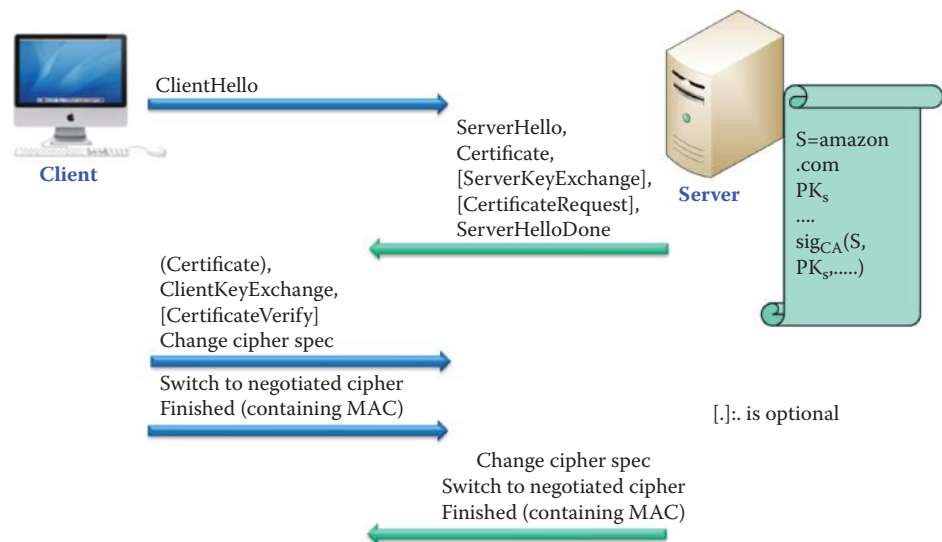 ClientHello
Client
ServerHello,
Certificate,
[ServerKeyExchange],
[CertificateRequest],
ServerHelloDone
Server
S=amazon
.com
PKs
....
sigCA(S,
PKs,.....)
(Certificate),
ClientKeyExchange,
[CertificateVerify]
Change cipher spec
Switch to negotiated cipher
Finished (containing MAC)
[.]:. is optional
Change cipher spec
Switch to negotiated cipher
Finished (containing MAC)